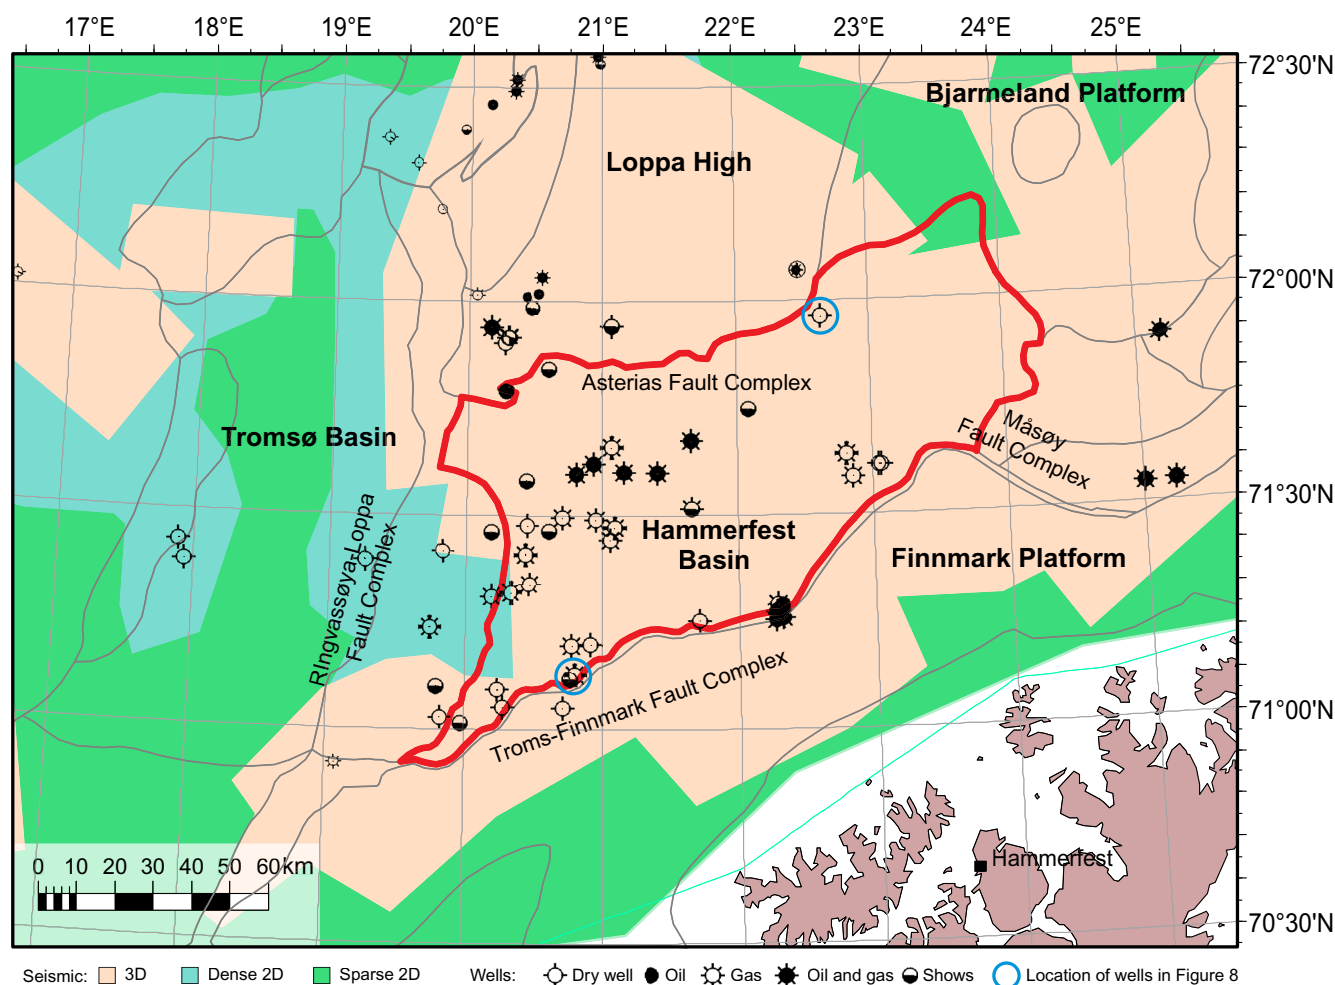 17°E 18°E 19°E 20°E 21°E 22°E 23°E 24°E 25°E
72°30'N
Bjarmeland Platform
Loppa High
72°00'N
Asterias Fault Complex
Måsøy
Fault Complex
Tromsø Basin
71°30'N
RIngvassøya-Loppa
Fault Complex
Hammerfest
Basin
Finnmark Platform
Troms-Finnmark Fault Complex
71°00'N
Hammerfest
0 10 20 30 40 50 60km
70°30'N
Seismic: 3D Dense 2D Sparse 2D Wells: Dry well Oil Gas Oil and gas Shows Location of wells in Figure 8